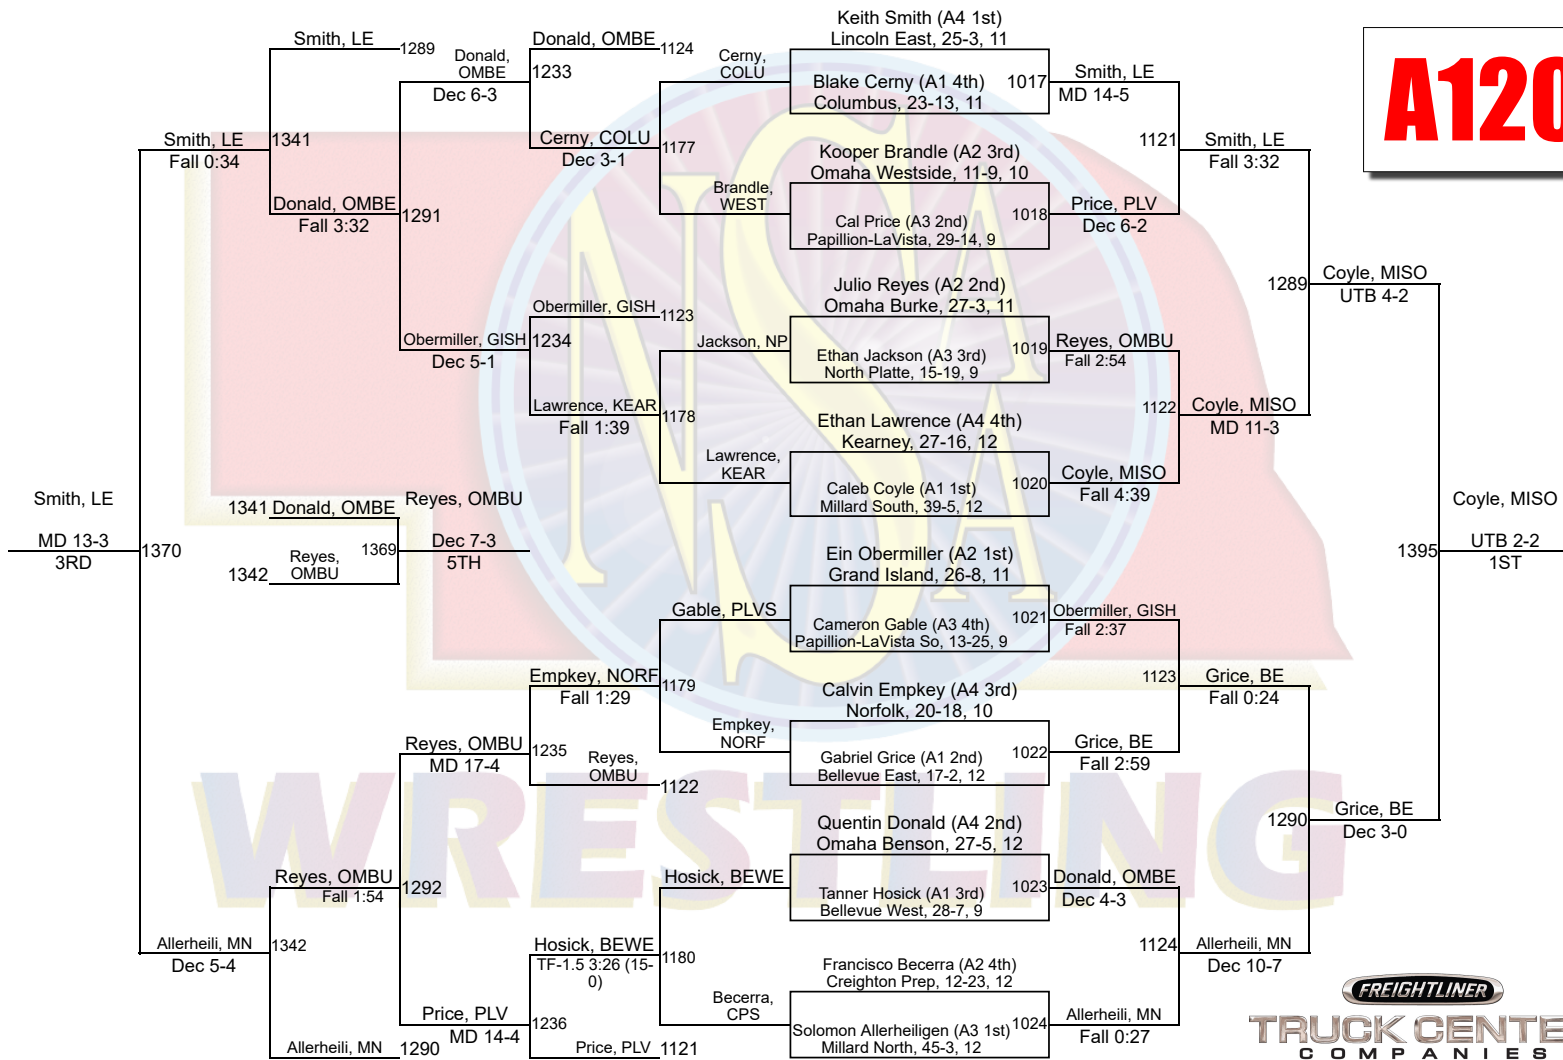 A120
Keith Smith (A4 1st)
Lincoln East, 25-3, 11
Blake Cerny (A1 4th)
Columbus, 23-13, 11
1017
Kooper Brandle (A2 3rd)
Omaha Westside, 11-9, 10
Cal Price (A3 2nd)
Papillion-LaVista, 29-14, 9
1018
Julio Reyes (A2 2nd)
Omaha Burke, 27-3, 11
Ethan Jackson (A3 3rd)
North Platte, 15-19, 9
1019
Ethan Lawrence (A4 4th)
Kearney, 27-16, 12
Caleb Coyle (A1 1st)
Millard South, 39-5, 12
1020
Ein Obermiller (A2 1st)
Grand Island, 26-8, 11
Cameron Gable (A3 4th)
Papillion-LaVista So, 13-25, 9
1021
Calvin Empkey (A4 3rd)
Norfolk, 20-18, 10
Gabriel Grice (A1 2nd)
Bellevue East, 17-2, 12
1022
Quentin Donald (A4 2nd)
Omaha Benson, 27-5, 12
Tanner Hosick (A1 3rd)
Bellevue West, 28-7, 9
1023
Francisco Becerra (A2 4th)
Creighton Prep, 12-23, 12
Solomon Allerheiligen (A3 1st)
Millard North, 45-3, 12
1024
Smith, LE
MD 14-5
1121
Price, PLV
Dec 6-2
Reyes, OMBU
Fall 2:54
1122
Coyle, MISO
Fall 4:39
Obermiller, GISH
Fall 2:37
1123
Grice, BE
Fall 2:59
Donald, OMBE
Dec 4-3
1124
Allerheili, MN
Fall 0:27
Smith, LE
Fall 3:32
1289
Coyle, MISO
MD 11-3
Grice, BE
Fall 0:24
1290
Allerheili, MN
Dec 10-7
Coyle, MISO
UTB 4-2
1395
Grice, BE
Dec 3-0
Coyle, MISO
UTB 2-2
1ST
Cerny,
COLU
1177
Brandle,
WEST
Jackson, NP
1178
Lawrence,
KEAR
Gable, PLVS
1179
Empkey,
NORF
Hosick, BEWE
1180
Becerra,
CPS
Donald, OMBE
1124
1233
Cerny, COLU
Dec 3-1
Obermiller, GISH
1123
1234
Lawrence, KEAR
Fall 1:39
Empkey, NORF
Fall 1:29
1235
Reyes,
OMBU
1122
Hosick, BEWE
TF-1.5 3:26 (15-
0)
1236
Price, PLV
1121
Donald,
OMBE
Dec 6-3
1291
Obermiller, GISH
Dec 5-1
Reyes, OMBU
MD 17-4
1292
Price, PLV
MD 14-4
Smith, LE
1289
1341
Donald, OMBE
Fall 3:32
Reyes, OMBU
Fall 1:54
1342
Allerheili, MN
1290
Smith, LE
Fall 0:34
1370
Allerheili, MN
Dec 5-4
Smith, LE
MD 13-3
3RD
1341
Donald, OMBE
1369
1342
Reyes,
OMBU
Reyes, OMBU
Dec 7-3
5TH
NSAA
WRESTLING
FREIGHTLINER
TRUCK CENTE
COMPANIES